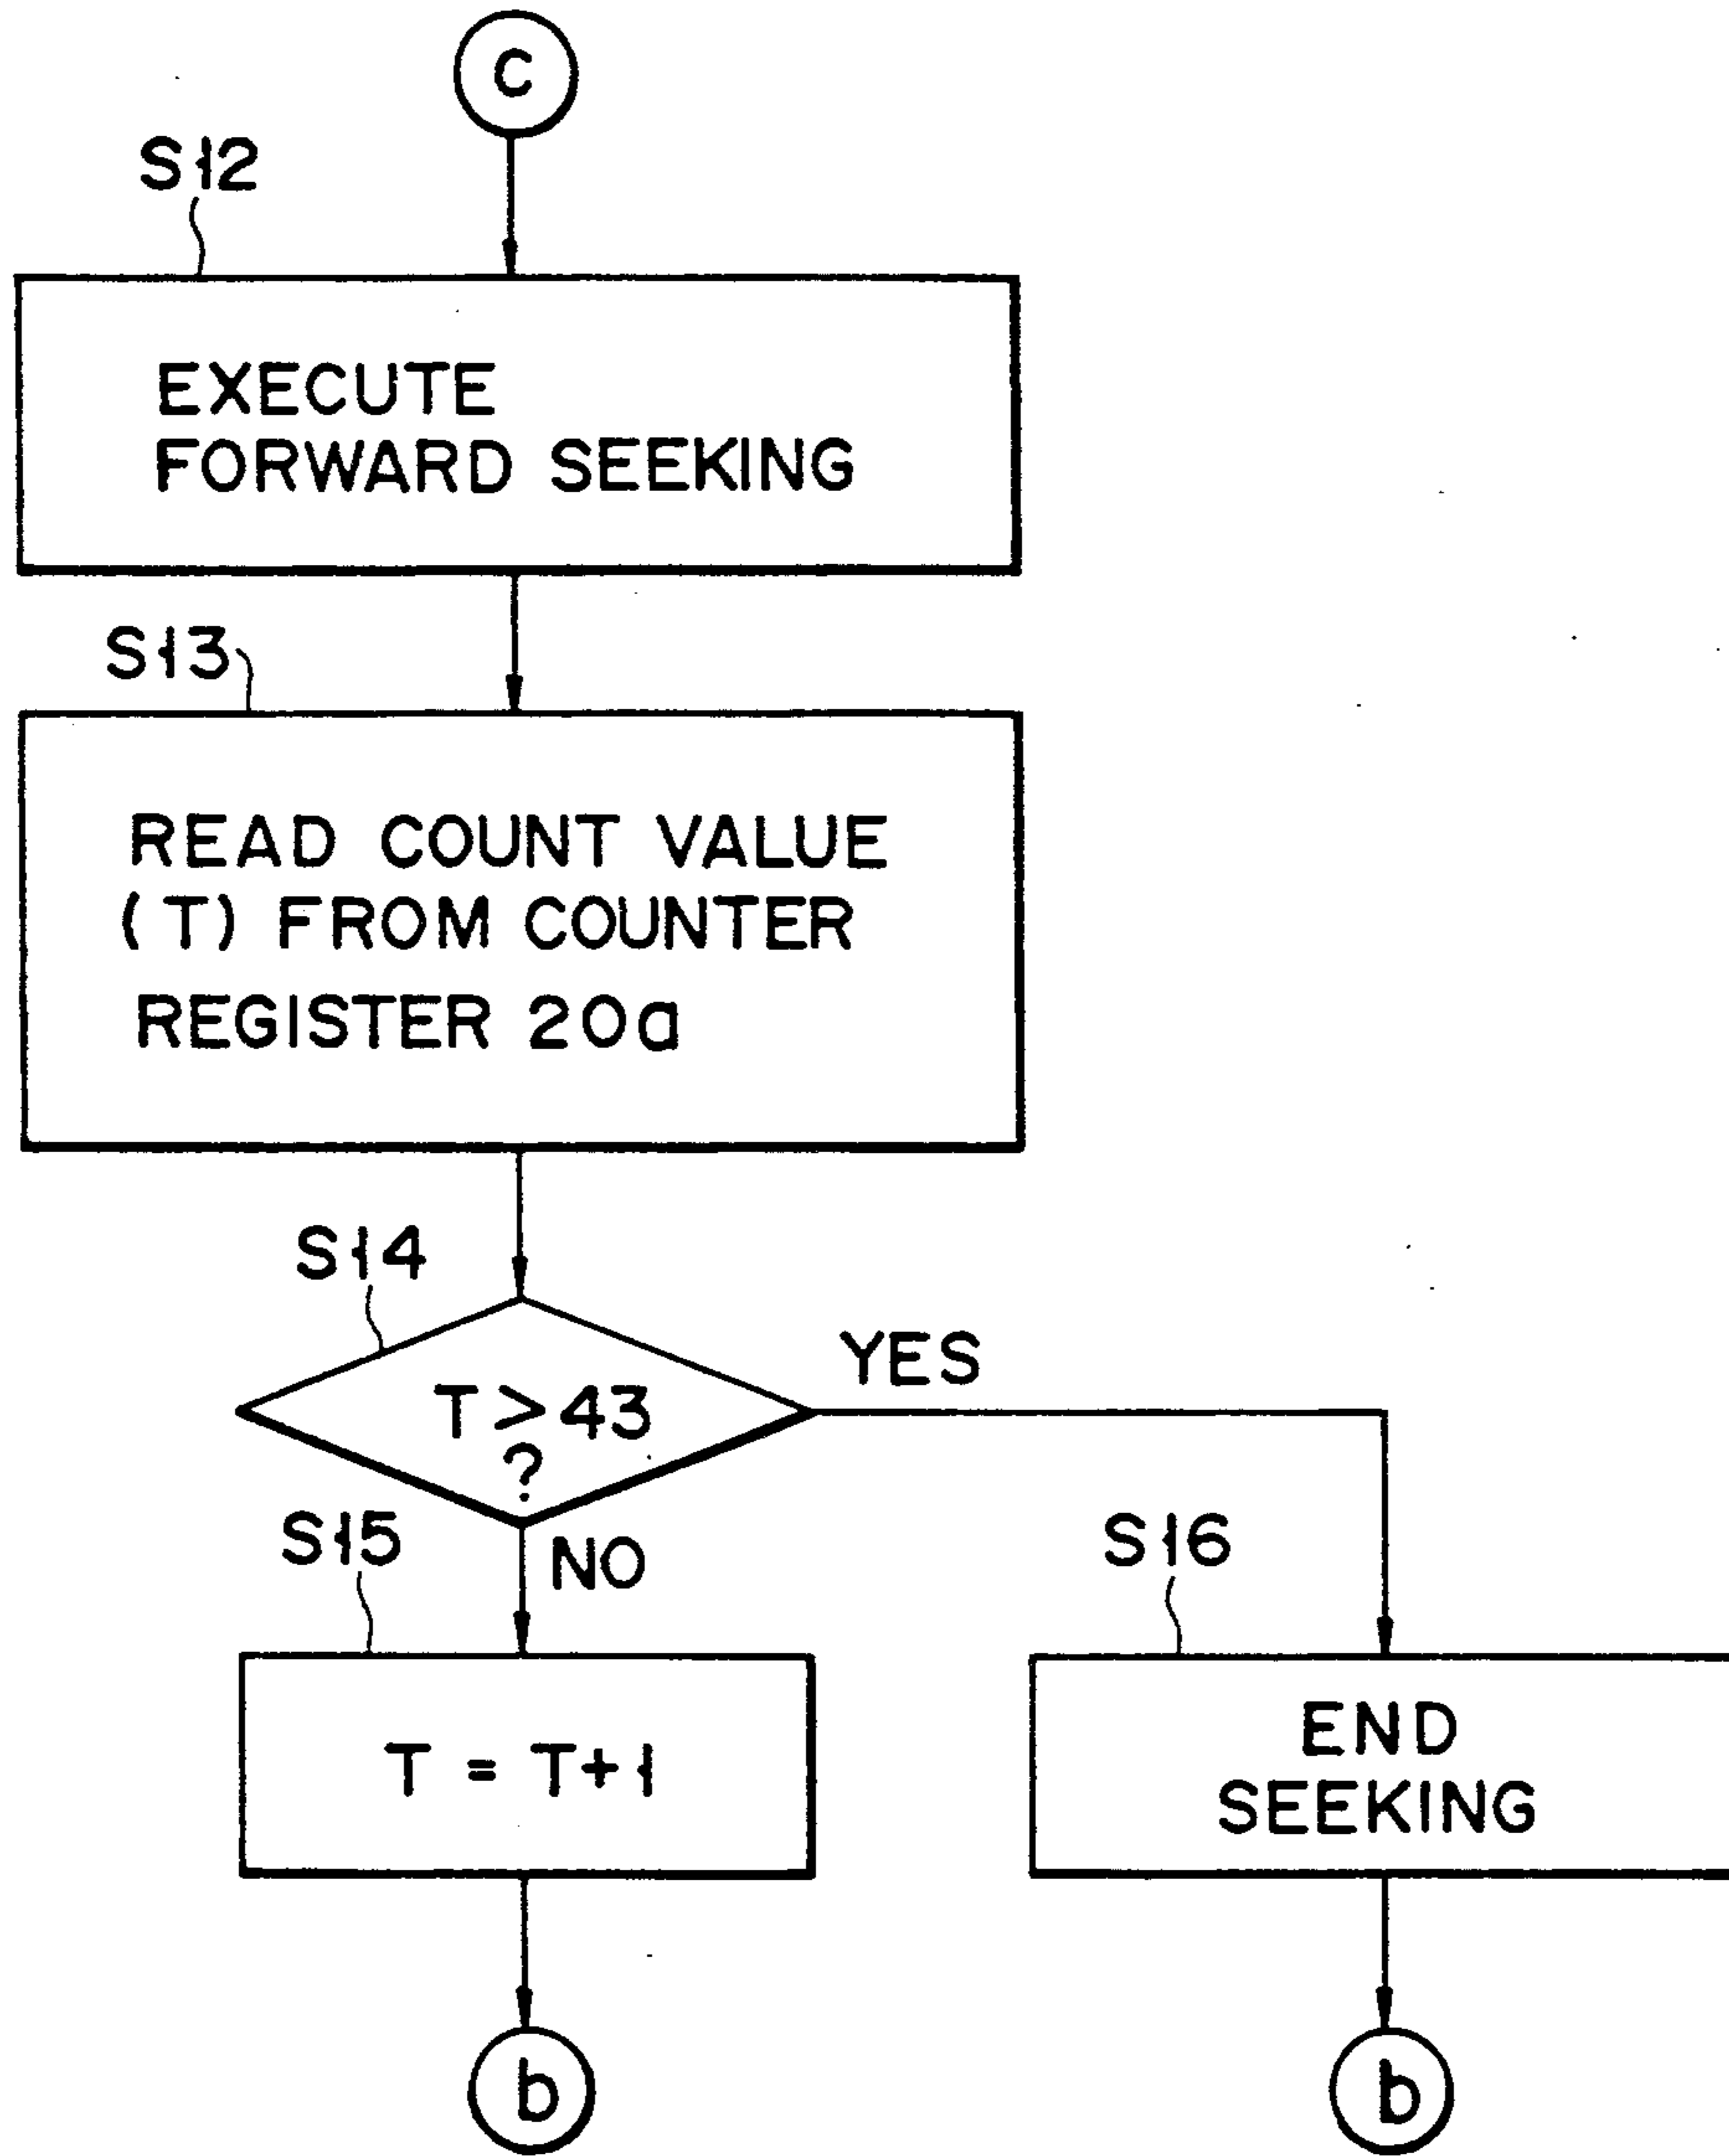 C
S12
EXECUTE
FORWARD SEEKING
S13
READ COUNT VALUE
(T) FROM COUNTER
REGISTER 20a
S14
T>43
?
YES
S15
NO
S16
T = T+1
END
SEEKING
b
b